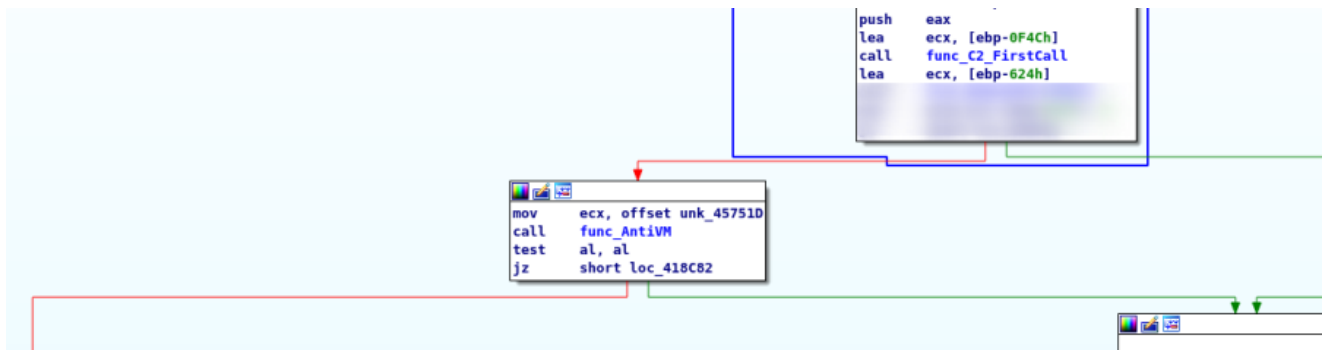 push eax
lea ecx, [ebp-0F4Ch]
call func_C2_FirstCall
lea ecx, [ebp-624h]
mov ecx, offset unk_45751D
call func_AntiVM
test al, al
jz short loc_418C82